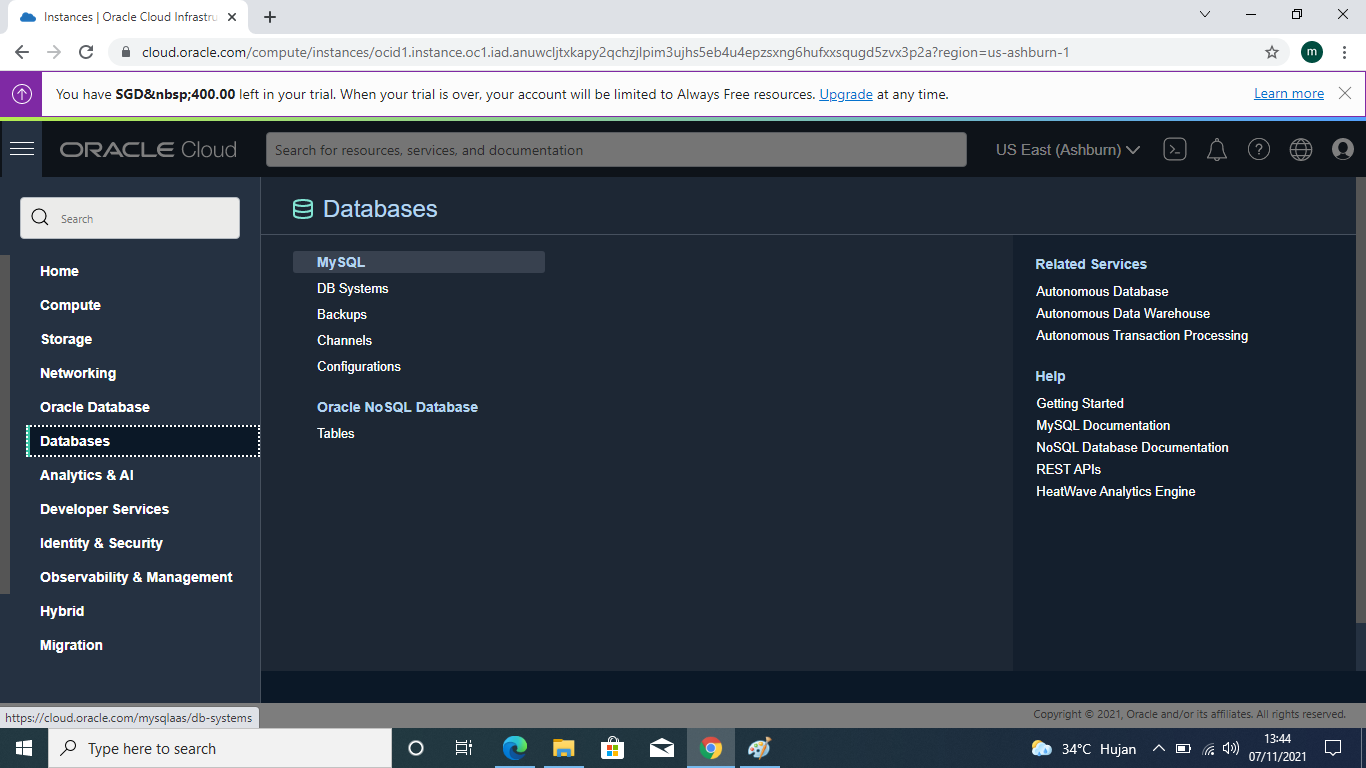 Instances | Oracle Cloud Infrastru
cloud.oracle.com/compute/instances/ocid1.instance.oc1.iad.anuwcljtxkapy2qchzjlpim3ujhs5eb4u4epzsxng6hufxxsqugd5zvx3p2a?region=us-ashburn-1
m
You have SGD&nbsp;400.00 left in your trial. When your trial is over, your account will be limited to Always Free resources. Upgrade at any time.
Learn more
ORACLE Cloud
Search for resources, services, and documentation
US East (Ashburn)
Search
Home
Compute
Storage
Networking
Oracle Database
Databases
Analytics & AI
Developer Services
Identity & Security
Observability & Management
Hybrid
Migration
Databases
MySQL
DB Systems
Backups
Channels
Configurations
Oracle NoSQL Database
Tables
Related Services
Autonomous Database
Autonomous Data Warehouse
Autonomous Transaction Processing
Help
Getting Started
MySQL Documentation
NoSQL Database Documentation
REST APIs
HeatWave Analytics Engine
https://cloud.oracle.com/mysqlaas/db-systems
Copyright © 2021, Oracle and/or its affiliates. All rights reserved.
Type here to search
34°C Hujan
13:44
07/11/2021